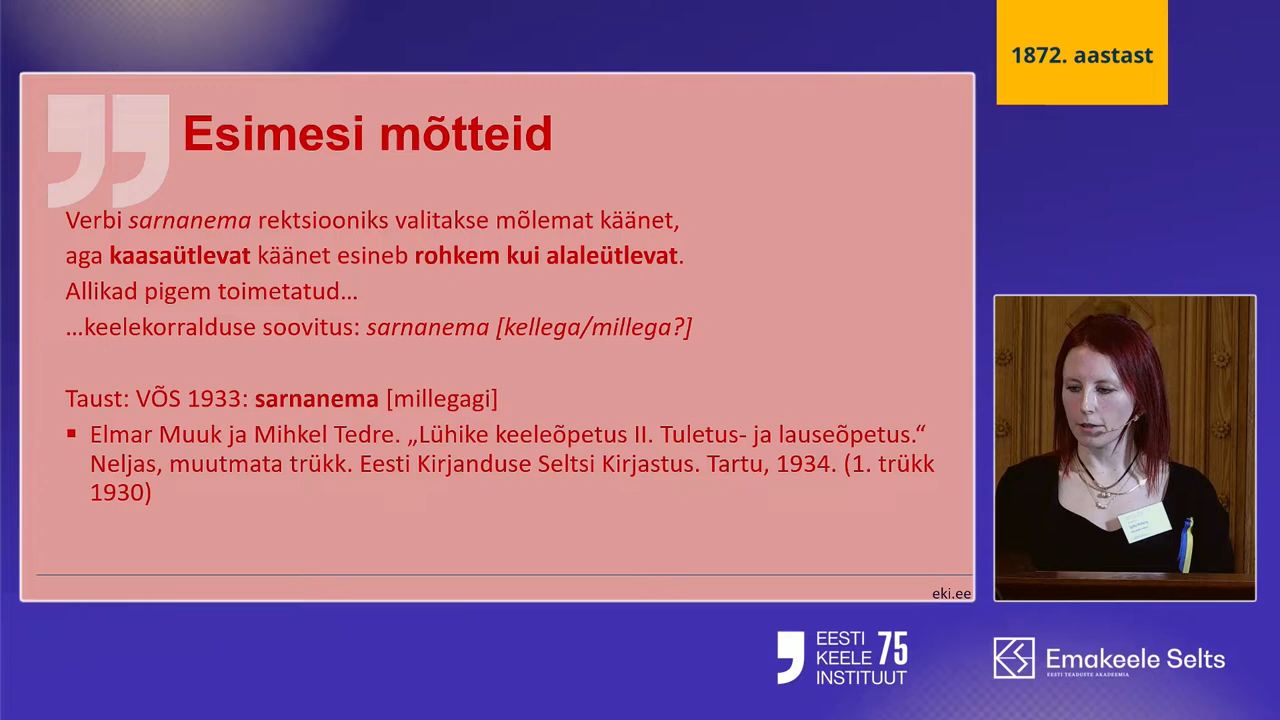 1872. aastast
Esimesi mõtteid
Verbi sarnanema rektsiooniks valitakse mõlemat käänet,
aga kaasaütlevat käänet esineb rohkem kui alaleütlevat.
Allikad pigem toimetatud…
…keelekorralduse soovitus: sarnanema [kellega/millega?]
Taust: VÕS 1933: sarnanema [millegagi]
▪ Elmar Muuk ja Mihkel Tedre. „Lühike keeleõpetus II. Tuletus- ja lauseõpetus.“
Neljas, muutmata trükk. Eesti Kirjanduse Seltsi Kirjastus. Tartu, 1934. (1. trükk
1930)
eki.ee
EESTI
KEELE 75
INSTITUUT
Emakeele Selts
EESTI TEADUSTE AKADEEMIA